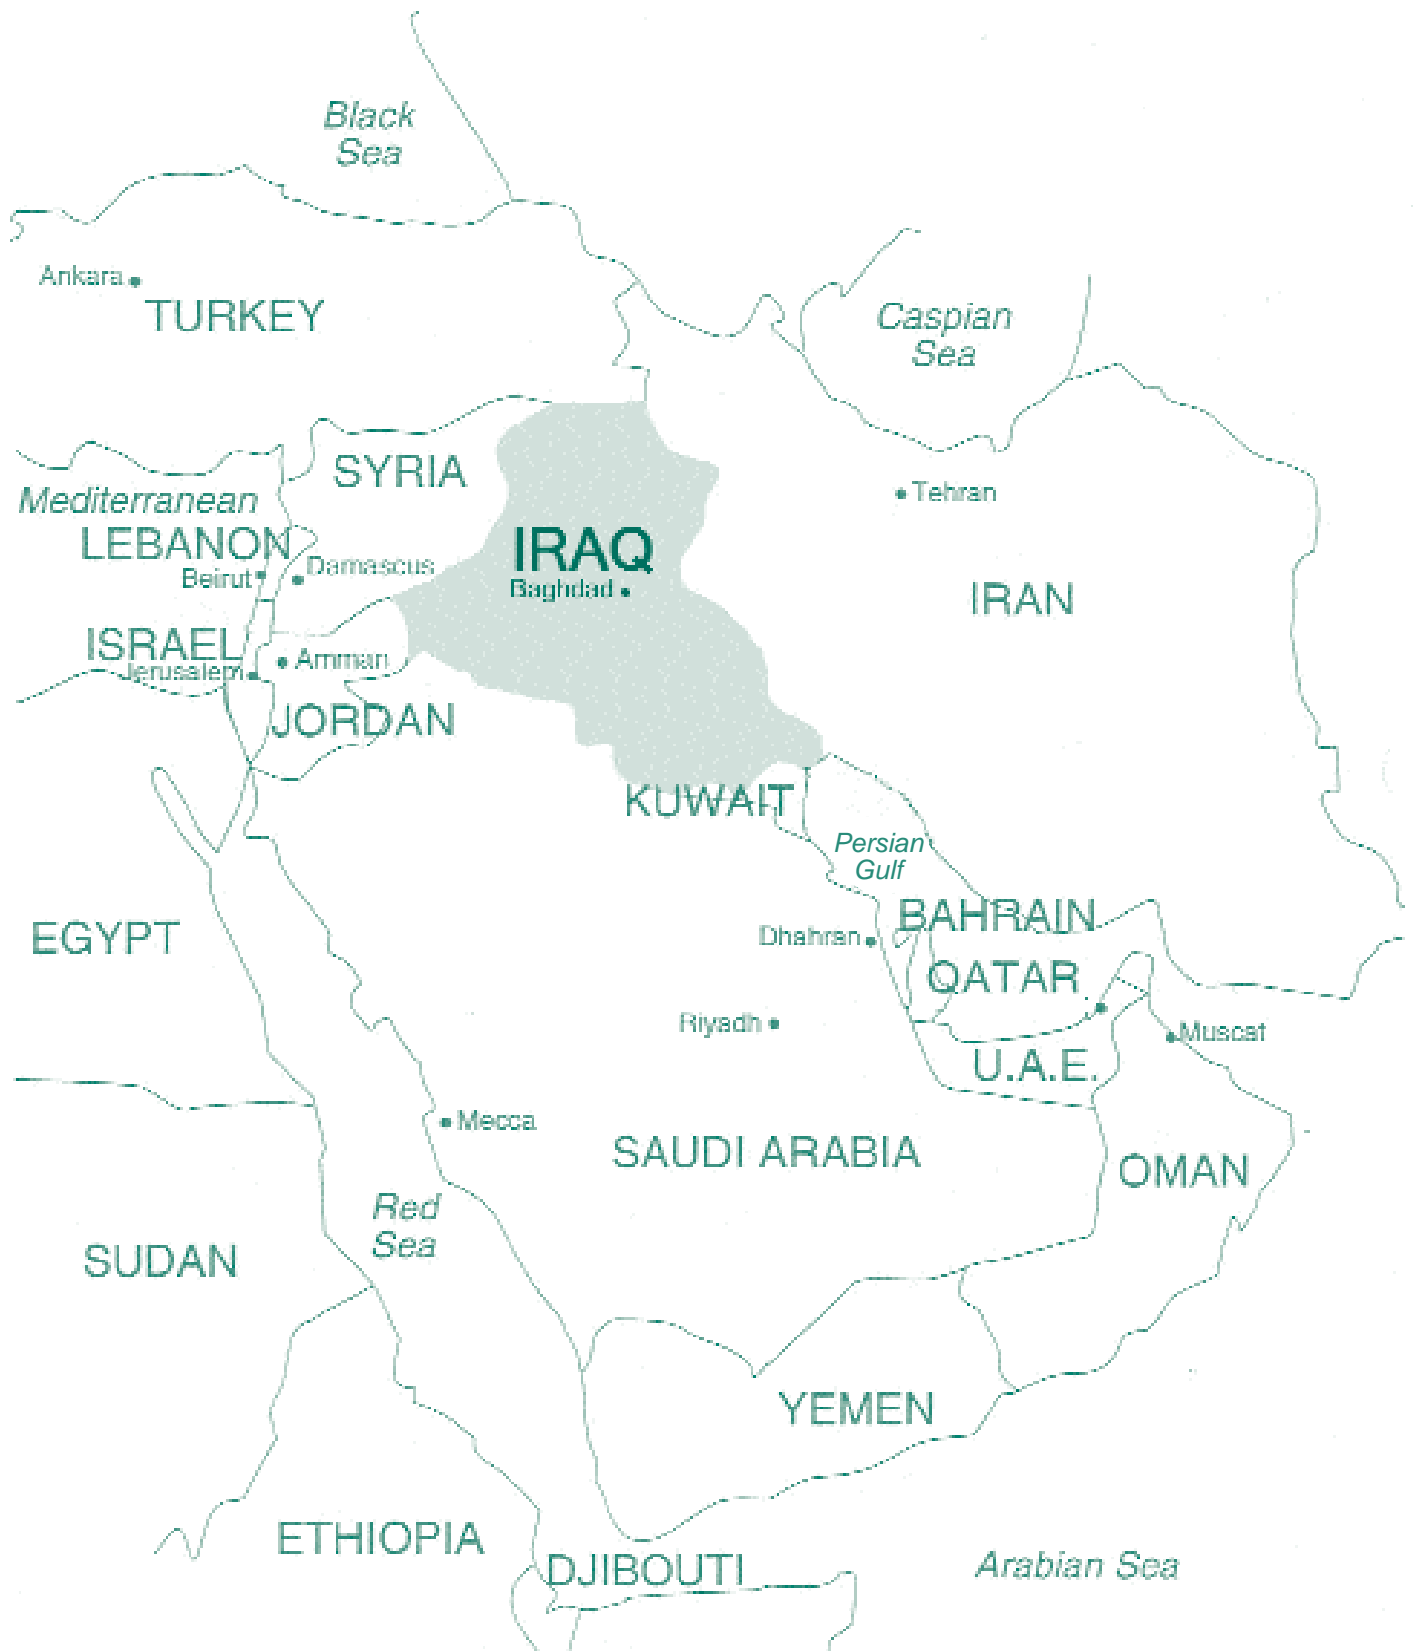 Black
Sea
Ankara
TURKEY
Caspian
Sea
SYRIA
Tehran
Mediterranean
LEBANON
IRAQ
Damascus
Beirut
Baghdad
IRAN
ISRAEL
Amman
Jerusalem
JORDAN
KUWAIT
Persian
Gulf
BAHRAIN
EGYPT
Dhahran
QATAR
Riyadh
Muscat
U.A.E.
Mecca
SAUDI ARABIA
OMAN
Red
Sea
SUDAN
YEMEN
ETHIOPIA
DJIBOUTI
Arabian Sea